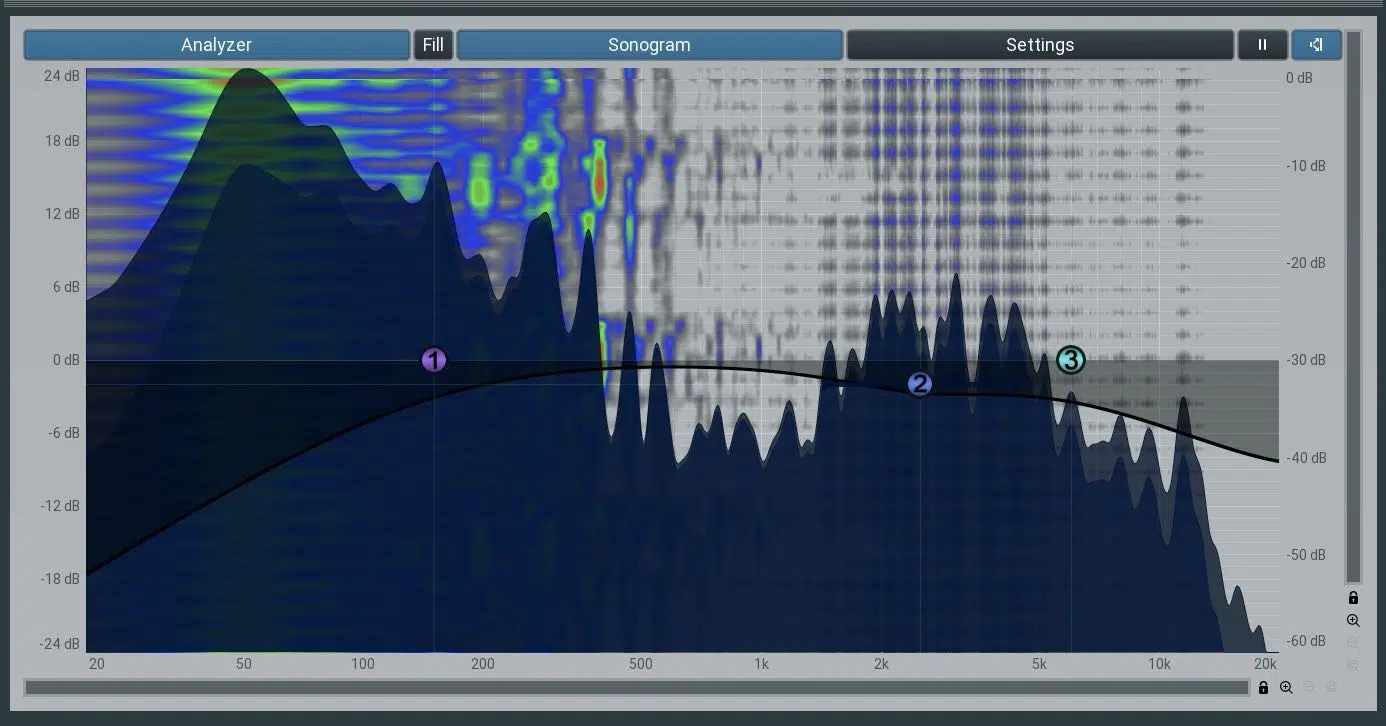 Analyzer Fill Sonogram Settings
24 dB 0 dB
18 dB -10 dB
12 dB -20 dB
6 dB
0 dB 1 2 3 -30 dB
-6 dB -40 dB
-12 dB
-18 dB -50 dB
-24 dB -60 dB
20 50 100 200 500 1k 2k 5k 10k 20k